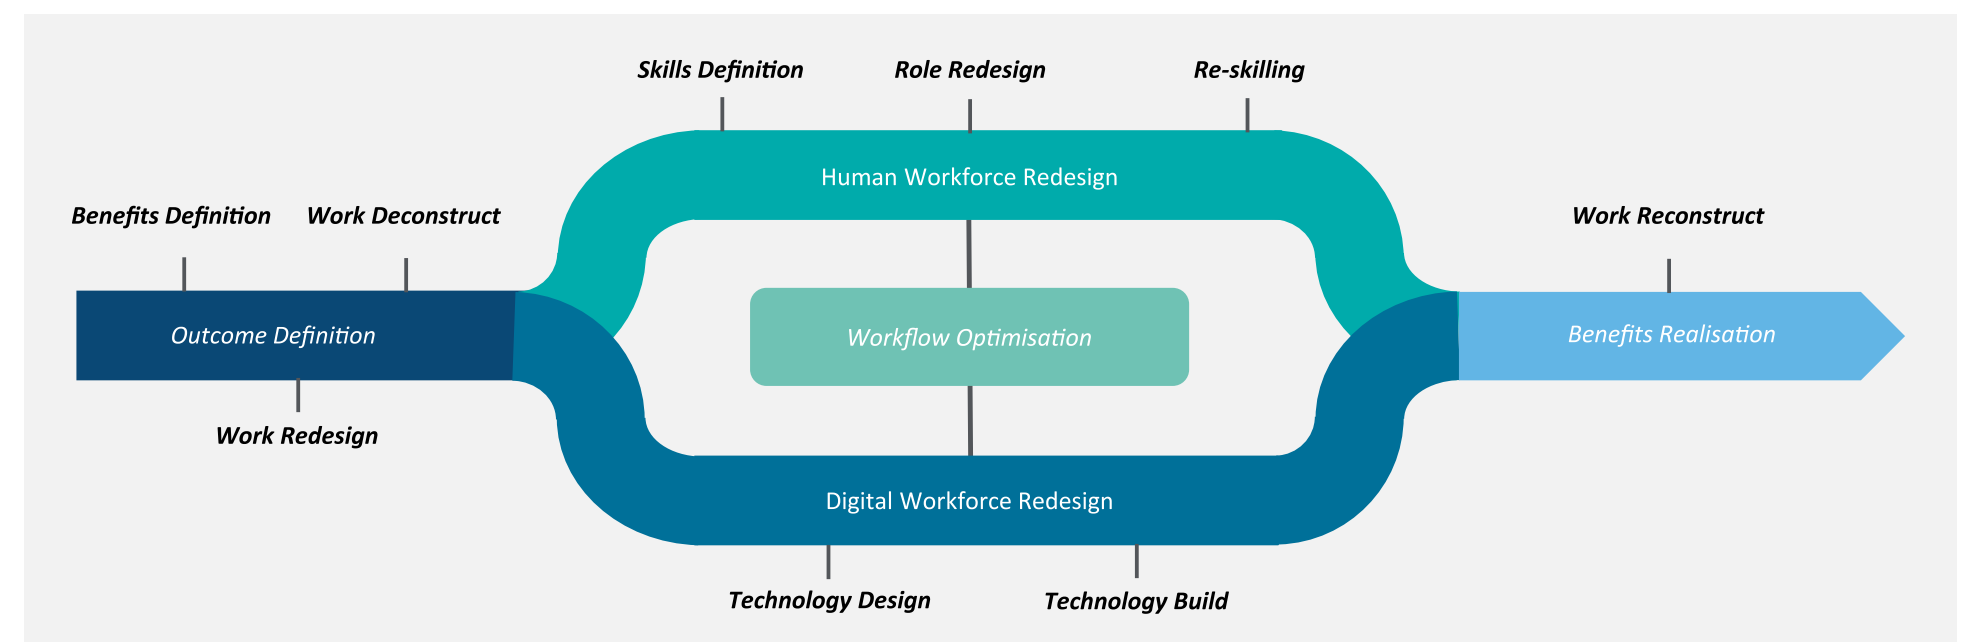 Skills Definition
Role Redesign
Re-skilling
Human Workforce Redesign
Benefits Definition
Work Deconstruct
Work Reconstruct
Outcome Definition
Workflow Optimisation
Benefits Realisation
Work Redesign
Digital Workforce Redesign
Technology Design
Technology Build